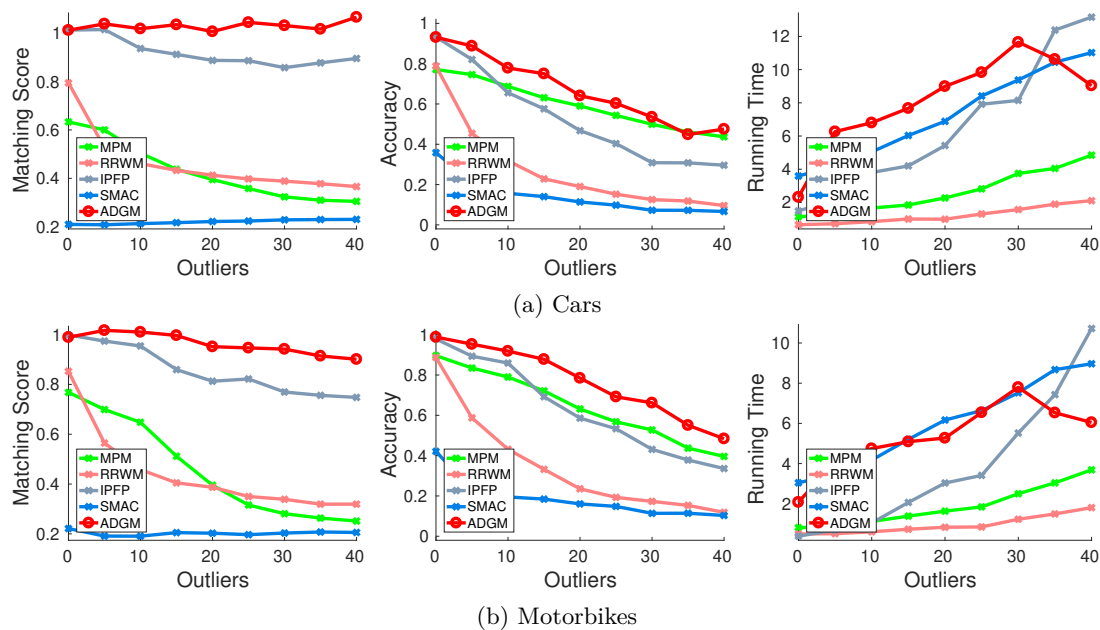 Matching Score
1
0.8
0.6
0.4
0.2
MPM
RRWM
IPFP
SMAC
ADGM
0 10 20 30 40
Outliers
Accuracy
1
0.8
0.6
0.4
0.2
0
MPM
RRWM
IPFP
SMAC
ADGM
0 10 20 30 40
Outliers
Running Time
12
10
8
6
4
2
MPM
RRWM
IPFP
SMAC
ADGM
0 10 20 30 40
Outliers
(a) Cars
Matching Score
1
0.8
0.6
0.4
0.2
MPM
RRWM
IPFP
SMAC
ADGM
0 10 20 30 40
Outliers
Accuracy
1
0.8
0.6
0.4
0.2
0
MPM
RRWM
IPFP
SMAC
ADGM
0 10 20 30 40
Outliers
Running Time
10
8
6
4
2
MPM
RRWM
IPFP
SMAC
ADGM
0 10 20 30 40
Outliers
(b) Motorbikes